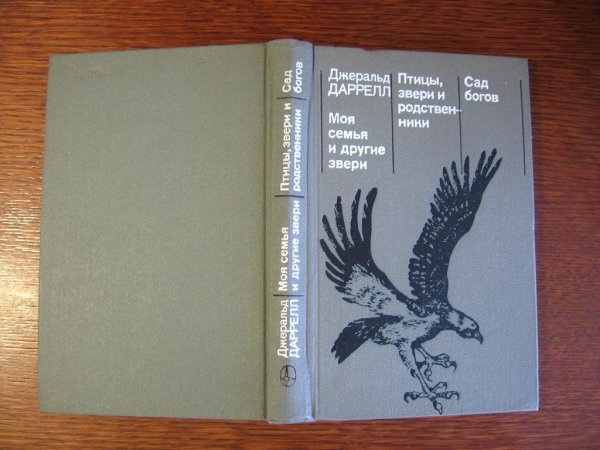 Джеральд
ДАРРЕЛЛ
Моя
семья
и другие
звери
Птицы,
звери и
родствен-
ники
Сад
богов
Джеральд
ДАРРЕЛЛ
Моя семья
и другие звери
Птицы, звери и
родственники
Сад
богов